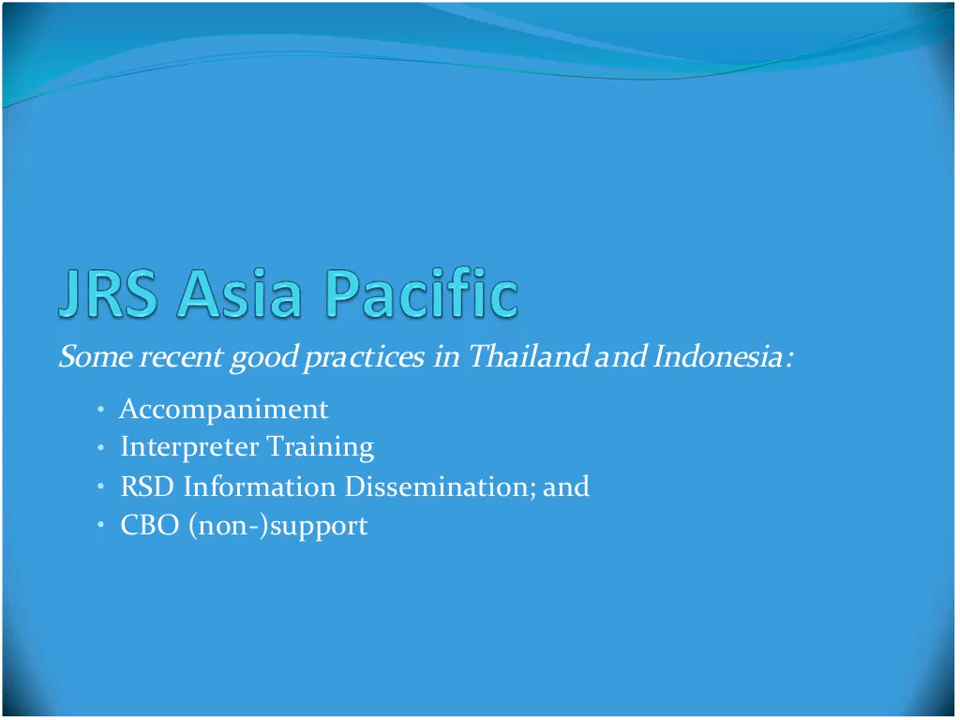 JRS Asia Pacific
Some recent good practices in Thailand and Indonesia:
• Accompaniment
• Interpreter Training
• RSD Information Dissemination; and
• CBO (non-)support